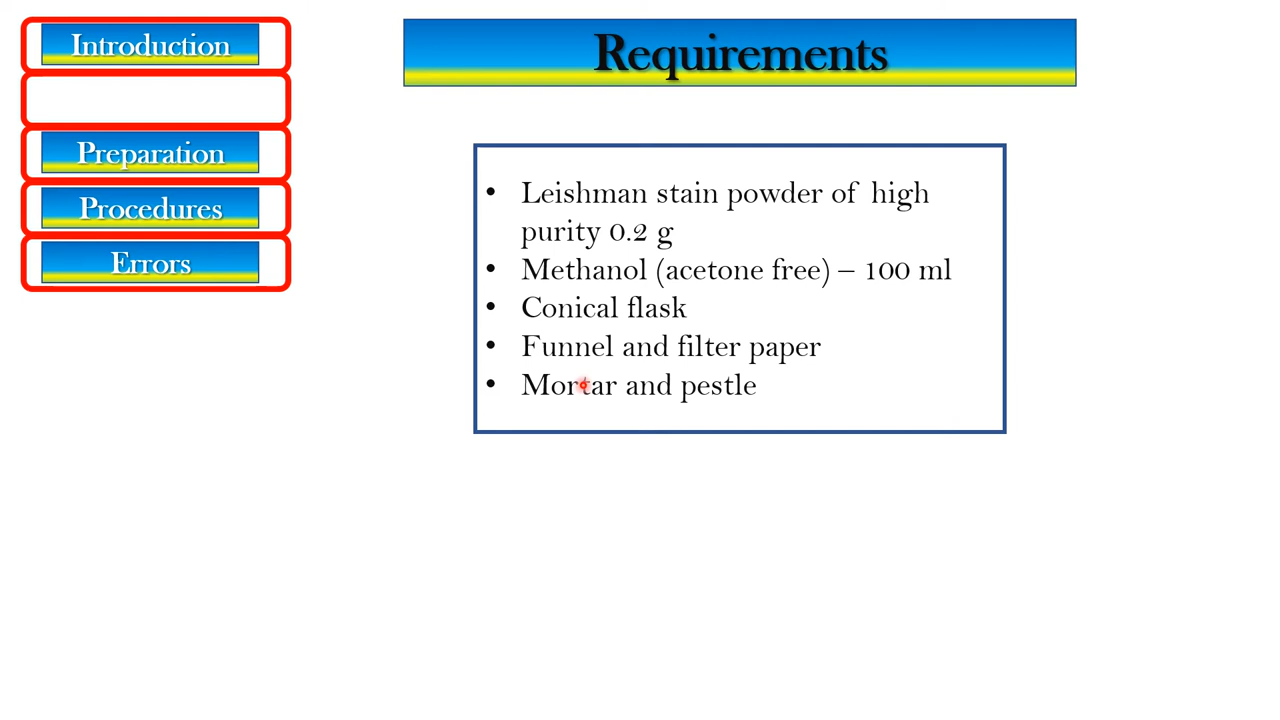 Introduction
Preparation
Procedures
Errors
Requirements
• Leishman stain powder of high
purity 0.2 g
• Methanol (acetone free) – 100 ml
• Conical flask
• Funnel and filter paper
• Mortar and pestle